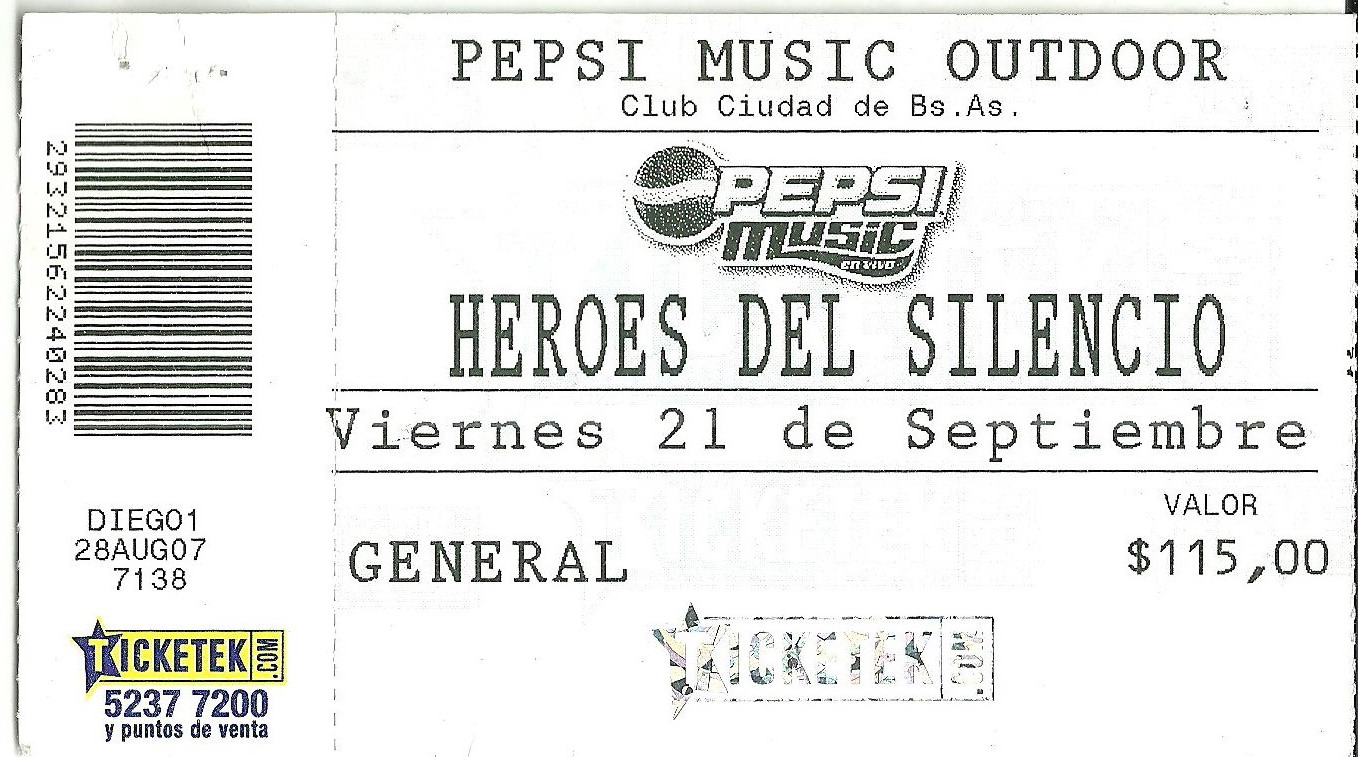 PEPSI MUSIC OUTDOOR
Club Ciudad de Bs.As.
PEPSI
MUSIC
EN VIVO
HEROES DEL SILENCIO
Viernes 21 de Septiembre
VALOR
GENERAL $115,00
TICKETEK.COM
29321562240283
DIEGO1
28AUG07
7138
TICKETEK.COM
5237 7200
y puntos de venta